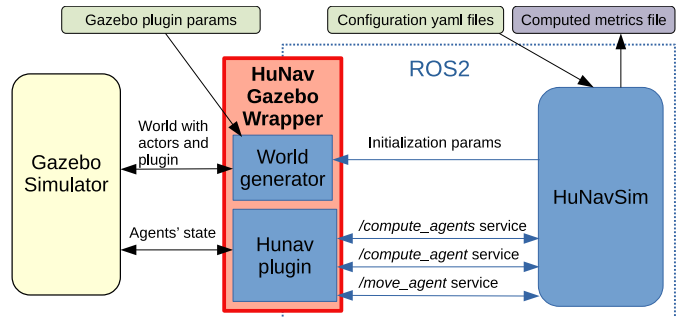 Gazebo plugin params
Configuration yaml files
Computed metrics file
HuNav
Gazebo
Wrapper
ROS2
World with
actors and
plugin
World
generator
Initialization params
Gazebo
Simulator
HuNavSim
Agents' state
Hunav
plugin
/compute_agents service
/compute_agent service
/move_agent service